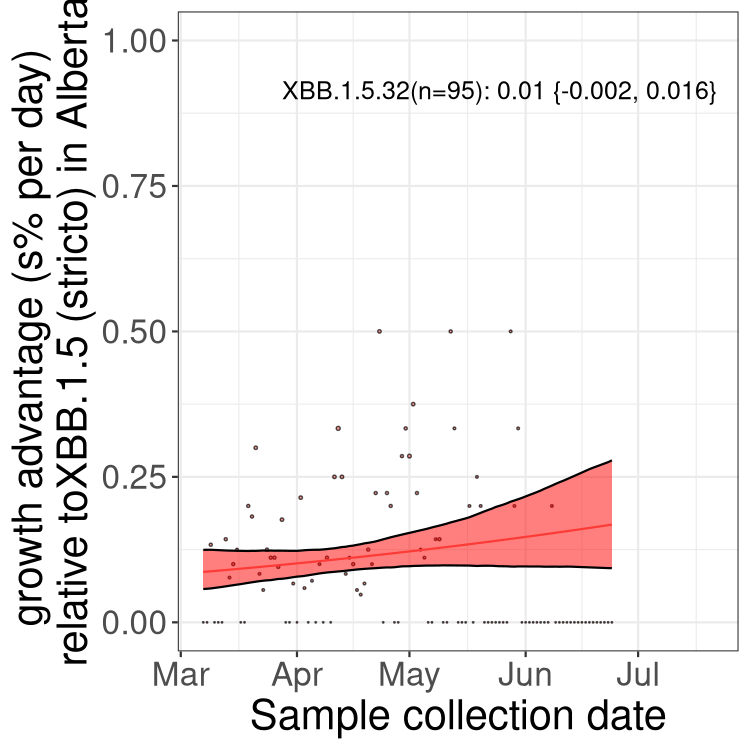 growth advantage (s% per day)
relative toXBB.1.5 (stricto) in Alberta
1.00
0.75
0.50
0.25
0.00
XBB.1.5.32(n=95): 0.01 {-0.002, 0.016}
Mar Apr May Jun Jul
Sample collection date